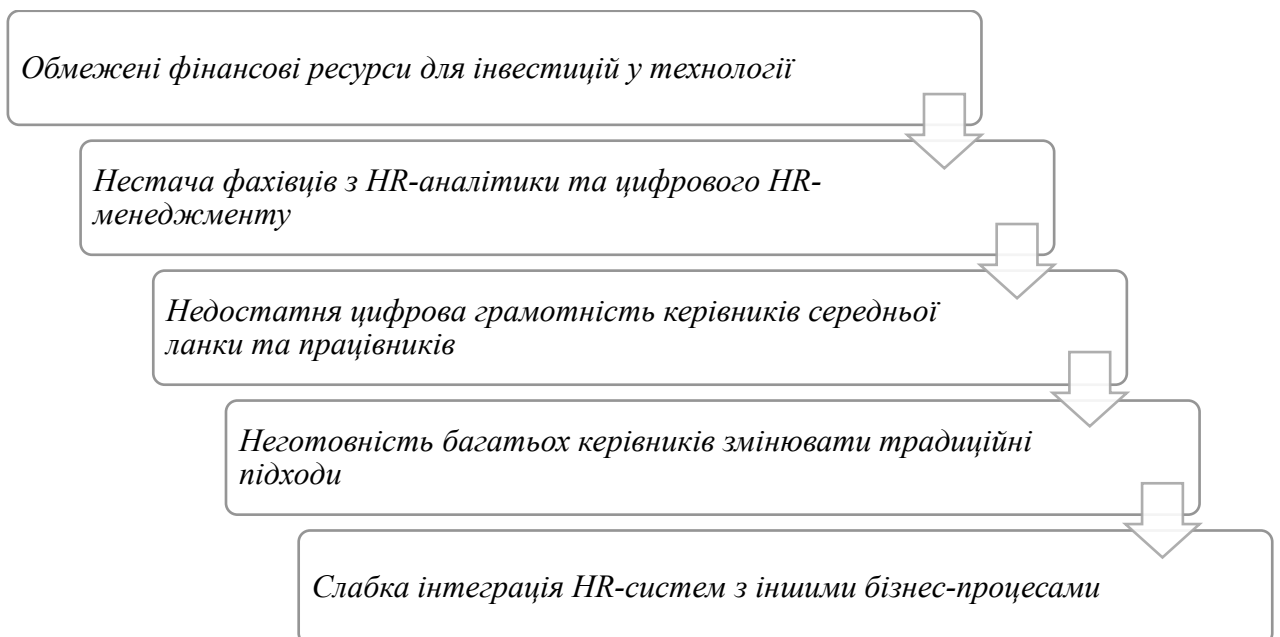 Обмежені фінансові ресурси для інвестицій у технології
Нестача фахівців з HR-аналітики та цифрового HR-
менеджменту
Недостатня цифрова грамотність керівників середньої
ланки та працівників
Неготовність багатьох керівників змінювати традиційні
підходи
Слабка інтеграція HR-систем з іншими бізнес-процесами